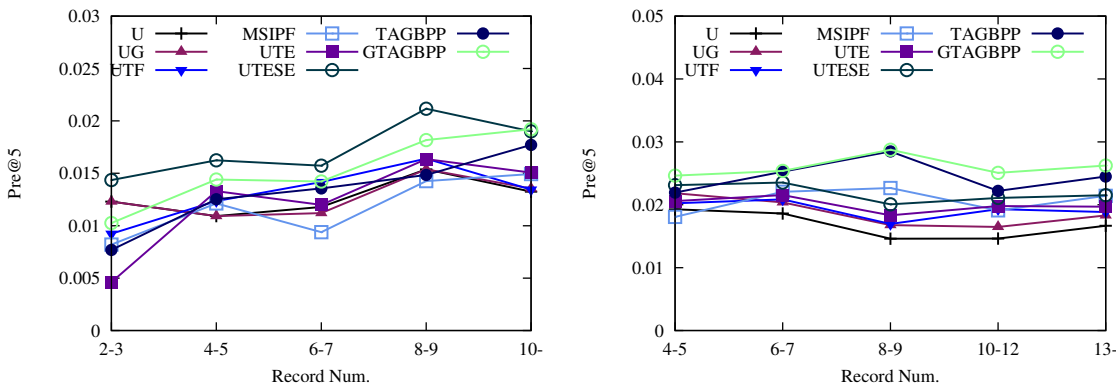 0.03
0.025
0.02
0.015
0.01
0.005
0
Pre@5
U
UG
UTF
MSIPF
UTE
UTESE
TAGBPP
GTAGBPP
2-3 4-5 6-7 8-9 10-
Record Num.
0.05
0.04
0.03
0.02
0.01
0
Pre@5
U
UG
UTF
MSIPF
UTE
UTESE
TAGBPP
GTAGBPP
4-5 6-7 8-9 10-12 13-
Record Num.